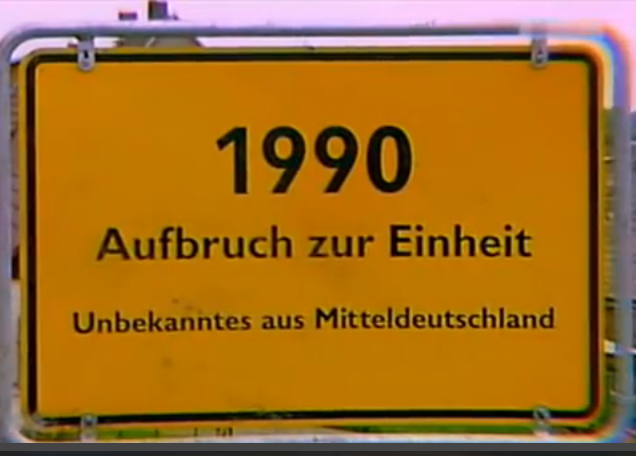 1990
Aufbruch zur Einheit
Unbekanntes aus Mitteldeutschland